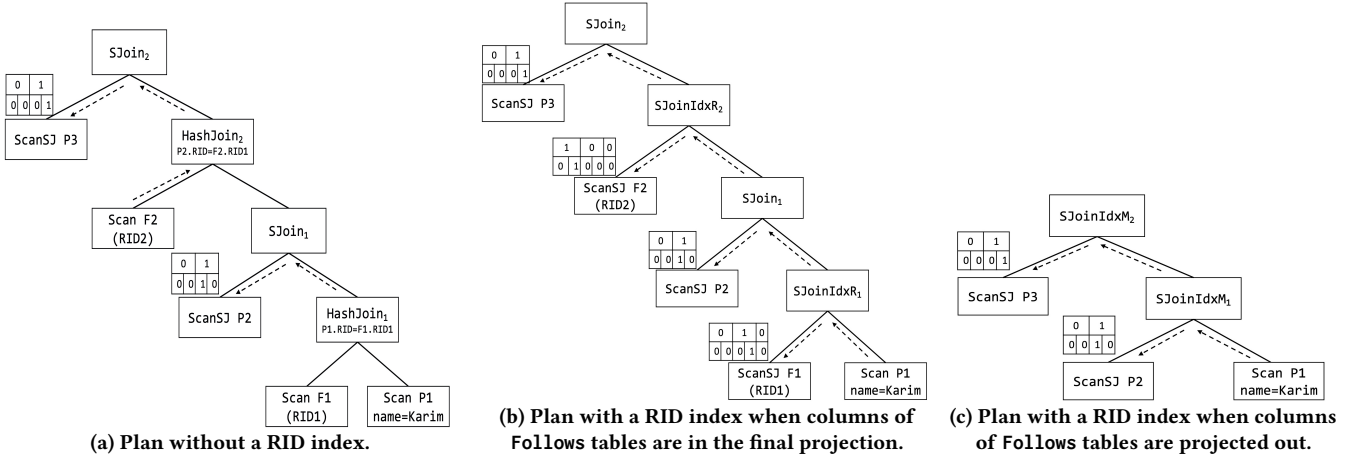 SJoin2
0 1
0 0 0 1
ScanSJ P3
HashJoin2
P2.RID=F2.RID1
Scan F2
(RID2)
SJoin1
0 1
0 0 1 0
ScanSJ P2
HashJoin1
P1.RID=F1.RID1
Scan F1
(RID1)
Scan P1
name=Karim
(a) Plan without a RID index.
SJoin2
0 1
0 0 0 1
ScanSJ P3
SJoinIdxR2
1 0 0
0 1 0 0 0
ScanSJ F2
(RID2)
SJoin1
0 1
0 0 1 0
ScanSJ P2
SJoinIdxR1
0 1 0
0 0 0 1 0
ScanSJ F1
(RID1)
Scan P1
name=Karim
(b) Plan with a RID index when columns of
Follows tables are in the final projection.
SJoinIdxM2
0 1
0 0 0 1
ScanSJ P3
SJoinIdxM1
0 1
0 0 1 0
ScanSJ P2
Scan P1
name=Karim
(c) Plan with a RID index when columns
of Follows tables are projected out.